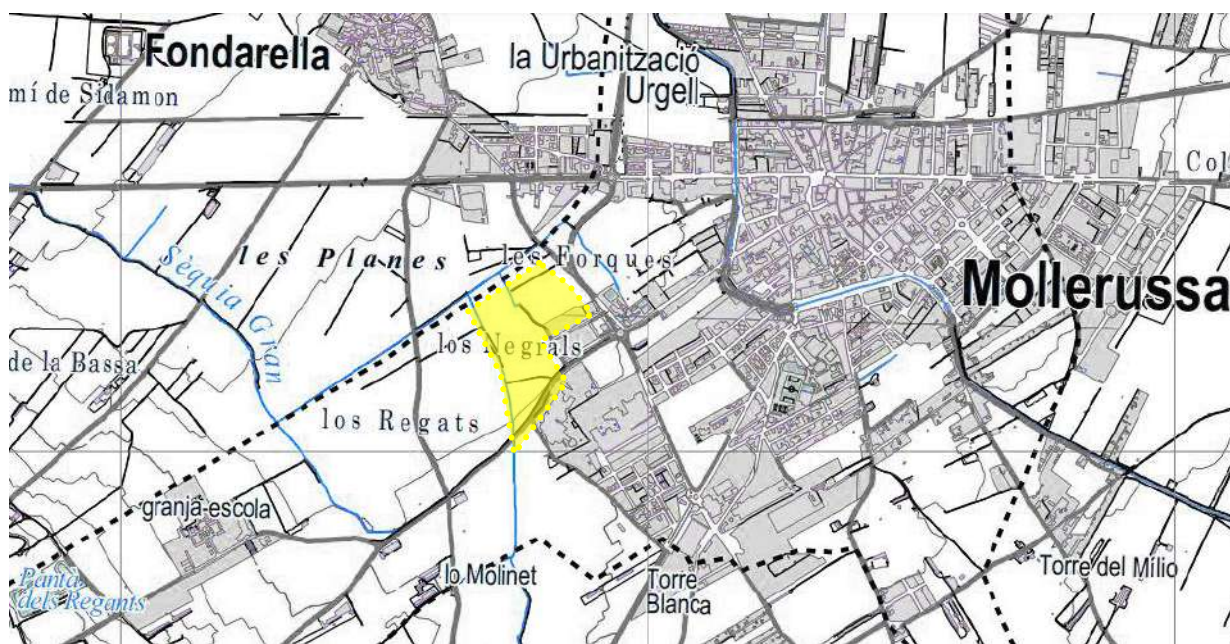 Fondarella
la Urbanització
Urgell
mí de Sidamon
Col
les Planes
les Forques
Sèquia Gran
Mollerussa
los Negrals
de la Bassa
los Regats
granja-escola
Pantà
dels Regants
lo Molinet
Torre
Blanca
Torre del Milio